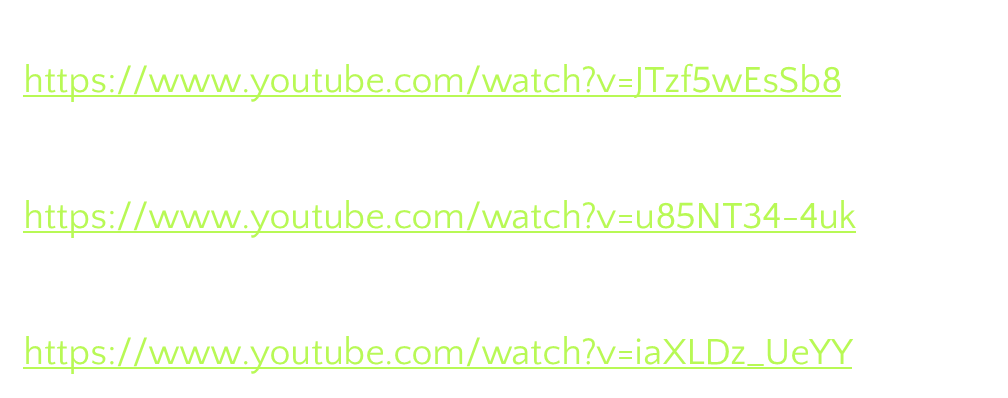 https://www.youtube.com/watch?v=JTzf5wEsSb8
https://www.youtube.com/watch?v=u85NT34-4uk
https://www.youtube.com/watch?v=iaXLDz_UeYY